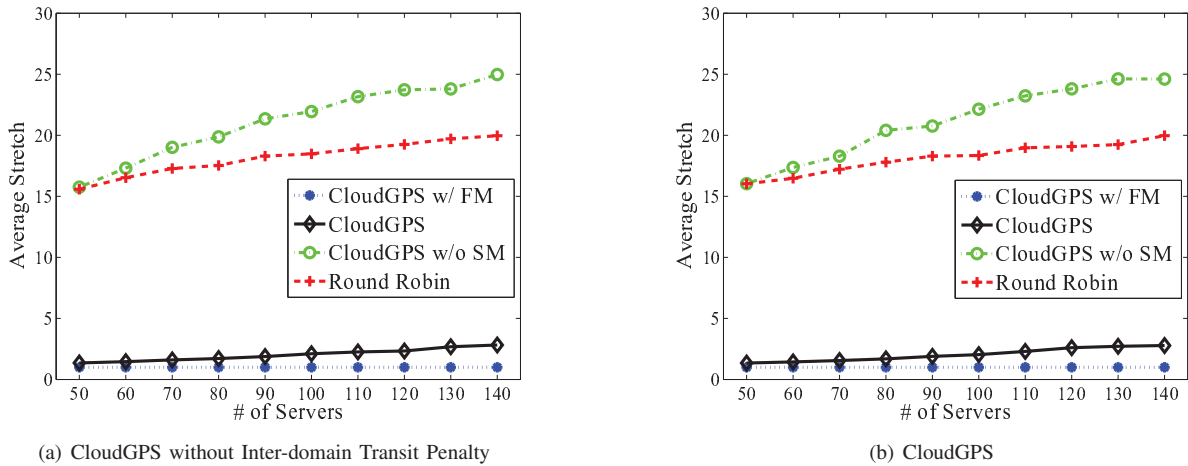 30
25
20
15
10
5
0
Average Stretch
50 60 70 80 90 100 110 120 130 140
# of Servers
CloudGPS w/ FM
CloudGPS
CloudGPS w/o SM
Round Robin
(a) CloudGPS without Inter-domain Transit Penalty
30
25
20
15
10
5
0
Average Stretch
50 60 70 80 90 100 110 120 130 140
# of Servers
CloudGPS w/ FM
CloudGPS
CloudGPS w/o SM
Round Robin
(b) CloudGPS